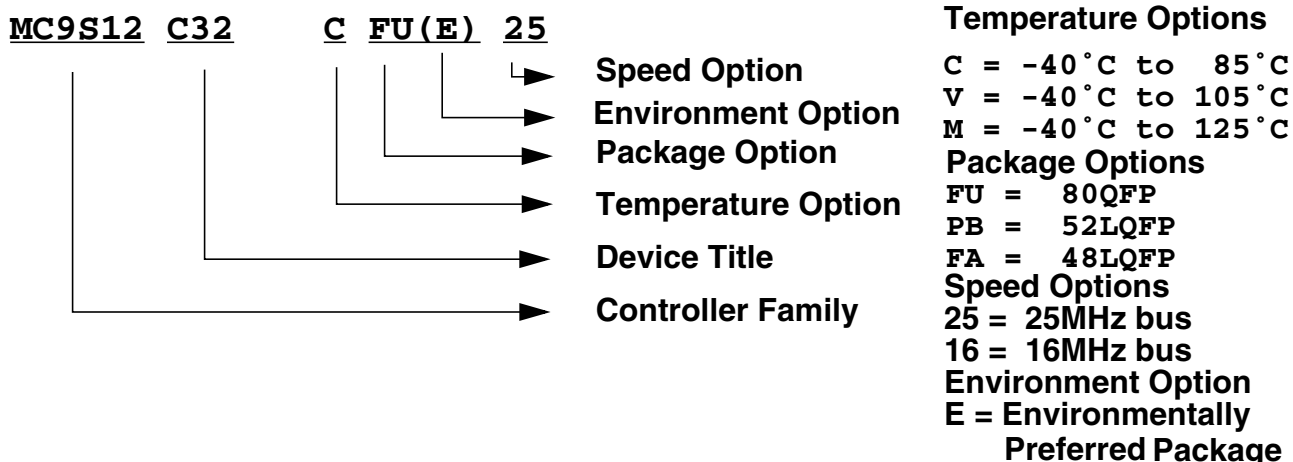 MC9S12 C32 C FU(E) 25
Speed Option
Environment Option
Package Option
Temperature Option
Device Title
Controller Family
Temperature Options
C = -40˚C to 85˚C
V = -40˚C to 105˚C
M = -40˚C to 125˚C
Package Options
FU = 80QFP
PB = 52LQFP
FA = 48LQFP
Speed Options
25 = 25MHz bus
16 = 16MHz bus
Environment Option
E = Environmentally
Preferred Package